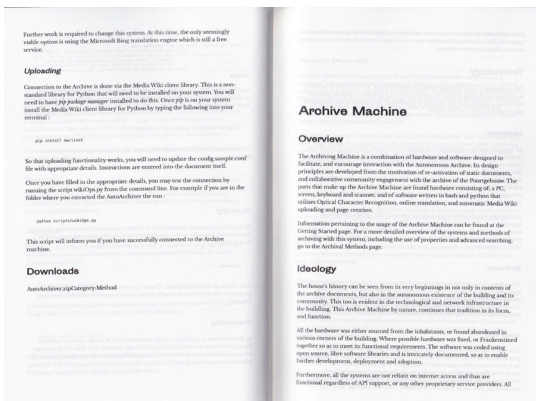 Further work is required to change this system. At this time, the only seemingly
viable option is using the Microsoft Bing translation engine which is still a free
service.
Uploading
Connection to the Archive is done via the Media Wiki client library. This is a non-
standard library for Python that will need to be installed on your system. You will
need to have pip package manager installed to do this. Once pip is on your system
install the Media Wiki client library for Python by typing the following into your
terminal :
pip install mwclient
So that uploading functionality works, you will need to update the config.sample.conf
file with appropriate details. Instructions are entered into the document itself.
Once you have filled in the appropriate details, you may test the connection by
running the script wikiOps.py from the command line. For example if you are in the
folder where you extracted the AutoArchiver the run :
python scripts/wikiOps.py
This script will inform you if you have successfully connected to the Archive
machine.
Downloads
AutoArchiver.zipCategory:Method
Archive Machine
Overview
The Archiving Machine is a combination of hardware and software designed to
facilitate, and encourage interaction with the Autonomous Archive. Its design
principles are developed from the motivation of re-activation of static documents,
and collaborative community engagement with the archive of the Poortgebouw. The
parts that make up the Archive Machine are found hardware consisting of; a PC,
screen, keyboard and scanner, and of software written in bash and python that
utilises Optical Character Recognition, online translation, and automatic Media Wiki
uploading and page creation.
Information pertaining to the usage of the Archive Machine can be found at the
Getting Started page. For a more detailed overview of the systems and methods of
archiving with this system, including the use of properties and advanced searching,
go to the Archival Methods page.
Ideology
The house's history can be seen from its very beginnings in not only in contents of
the archive documents, but also in the autonomous existence of the building and its
community. This too is evident in the technological and network infrastructure in
the buildling. This Archive Machine by nature, continues that tradition in its form,
and function.
All the hardware was either sourced from the inhabitants, or found abandoned in
various corners of the building. Where possible hardware was fixed, or Frankensteined
together so as to meet its functional requirements. The software was coded using
open source, libre software libraries and is intricately documented, so as to enable
further development, deployment and adoption.
Furthermore, all the systems are not reliant on internet access and thus are
functional regardless of API support, or any other proprietary service providers. All